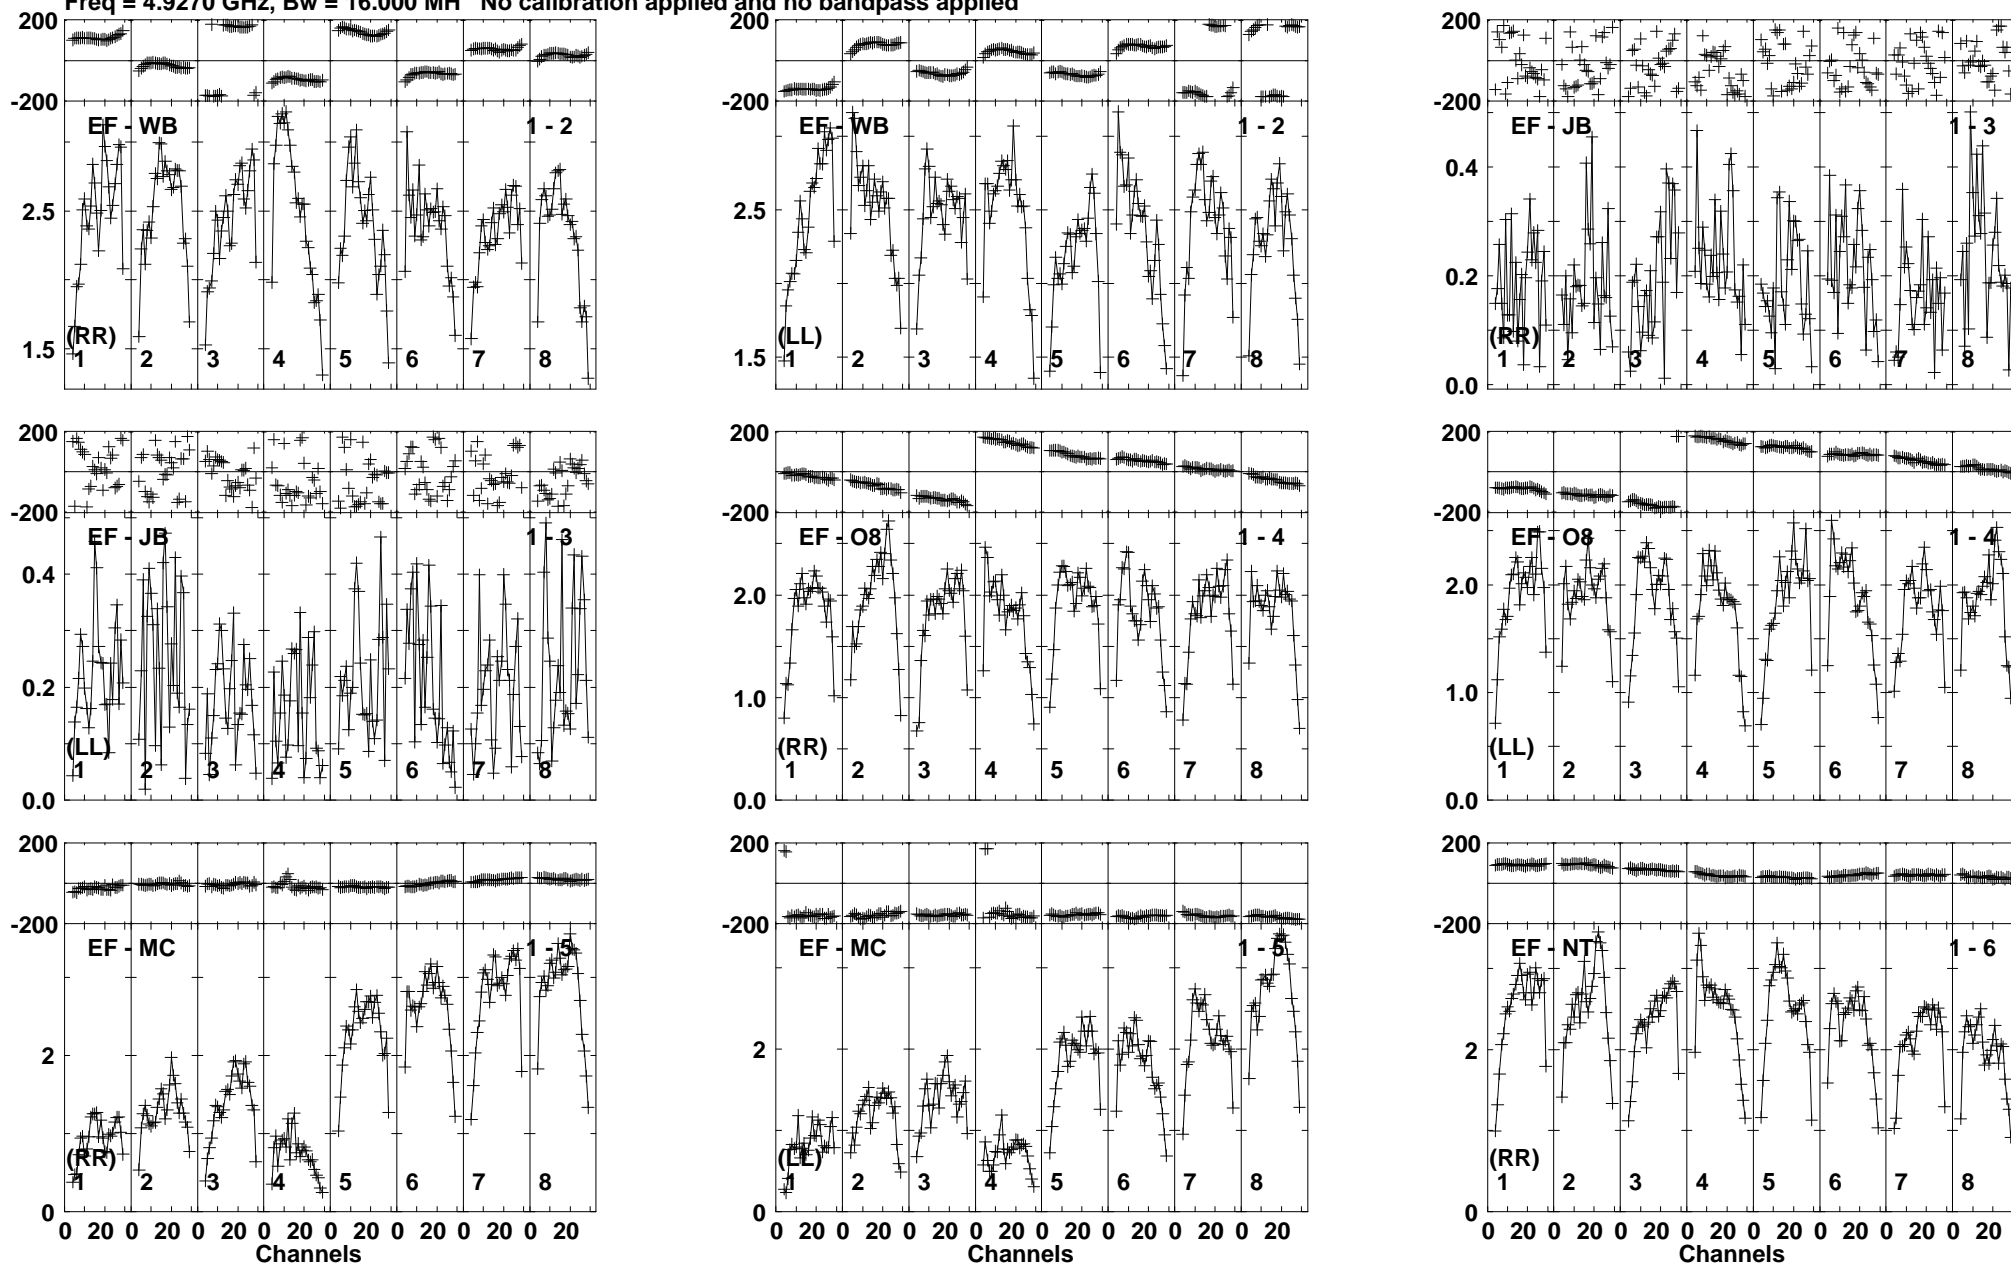 Freq = 4.9270 GHz, Bw = 16.000 MH No calibration applied and no bandpass applied
200 200 200
-200 -200 -200
EF - WB 1 - 2 EF - WB 1 - 2 EF - JB 1 - 3
0.4
2.5 2.5
0.2
(RR) (LL) (RR)
1.5 1 2 3 4 5 6 7 8 1.5 1 2 3 4 5 6 7 8 1 2 3 4 5 6 7 8
0.0
200 200 200
-200 -200 -200
EF - JB 1 - 3 EF - O8 1 - 4 EF - O8 1 - 4
0.4 2.0 2.0
0.2 1.0 1.0
(LL) (RR) (LL)
1 2 3 4 5 6 7 8 1 2 3 4 5 6 7 8 1 2 3 4 5 6 7 8
0.0 0.0 0.0
200 200 200
-200 -200 -200
EF - MC 1 - 5 EF - MC 1 - 5 EF - NT 1 - 6
2 2 2
(RR) (LL) (RR)
1 2 3 4 5 6 7 8 1 2 3 4 5 6 7 8 1 2 3 4 5 6 7 8
0 0 0
0 20 0 20 0 20 0 20 0 20 0 20 0 20 0 20 0 20 0 20 0 20 0 20 0 20 0 20 0 20 0 20 0 20 0 20 0 20 0 20 0 20 0 20 0 20 0 20
Channels Channels Channels